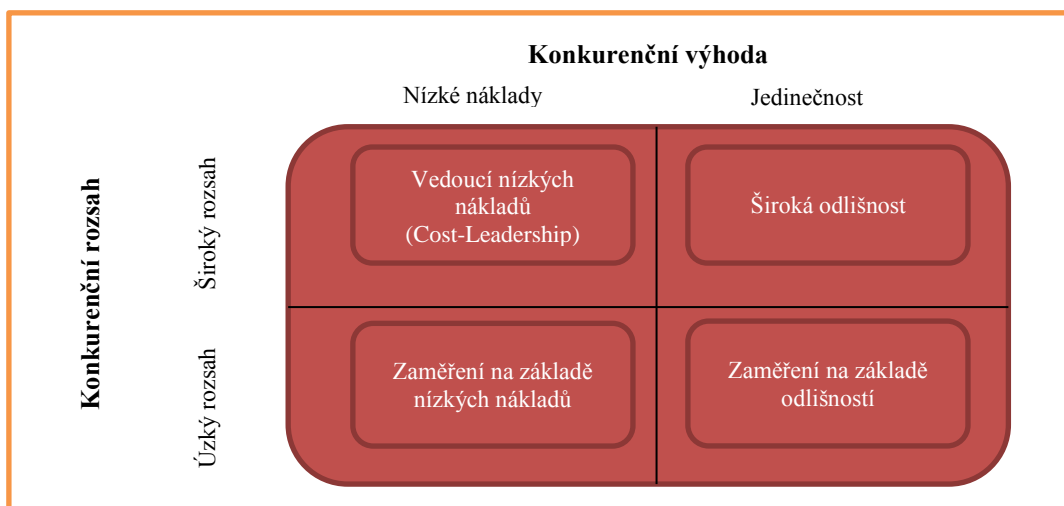 Konkurenční výhoda
Nízké náklady
Jedinečnost
Konkurenční rozsah
Široký rozsah
Vedoucí nízkých
nákladů
(Cost-Leadership)
Široká odlišnost
Úzký rozsah
Zaměření na základě
nízkých nákladů
Zaměření na základě
odlišností